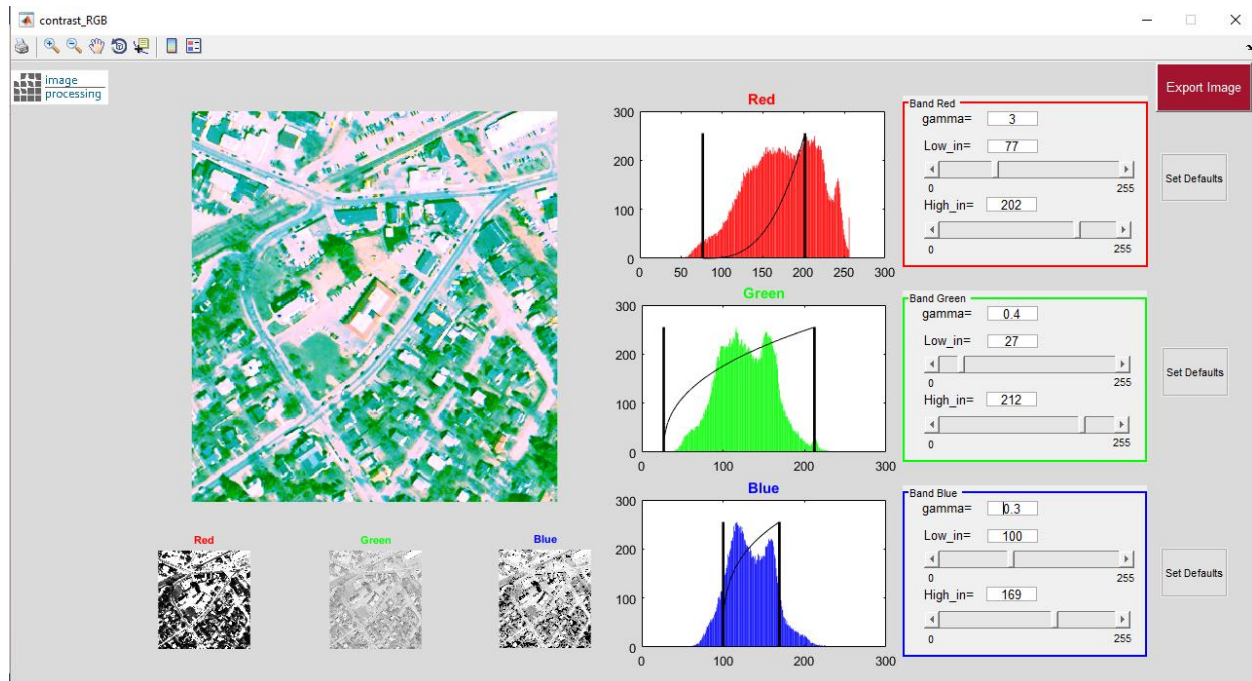 contrast_RGB
image
processing
Export Image
Red
300
200
100
0
0 50 100 150 200 250 300
Band Red
gamma= 3
Low_in= 77
0 255
High_in= 202
0 255
Set Defaults
Green
300
200
100
0
0 100 200 300
Band Green
gamma= 0.4
Low_in= 27
0 255
High_in= 212
0 255
Set Defaults
Blue
300
200
100
0
0 100 200 300
Band Blue
gamma= 0.3
Low_in= 100
0 255
High_in= 169
0 255
Set Defaults
Red Green Blue